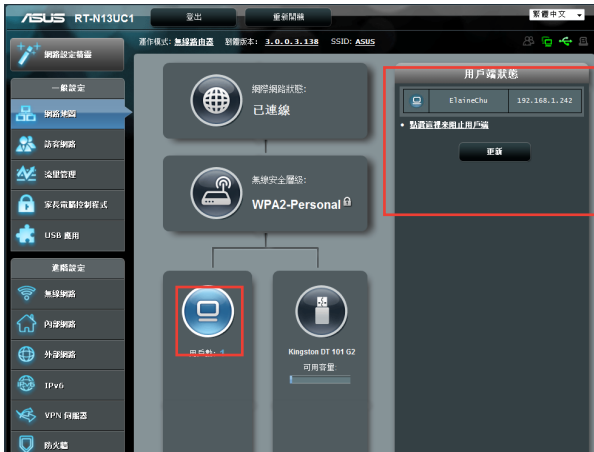 ASUS RT-N13UC1 登出 重新開機 繁體中文
運作模式: 無線路由器 韌體版本: 3.0.0.3.138 SSID: ASUS
網路設定精靈
一般設定
網路地圖
訪客網路
流量管理
家長電腦控制程式
USB 應用
進階設定
無線網路
內部網路
外部網路
IPv6
VPN 伺服器
防火牆
網際網路狀態:
已連線
無線安全層級:
WPA2-Personal
用戶數: 1
Kingston DT 101 G2
可用容量:
用戶端狀態
ElaineChu 192.168.1.242
點選這裡來阻止用戶端
更新